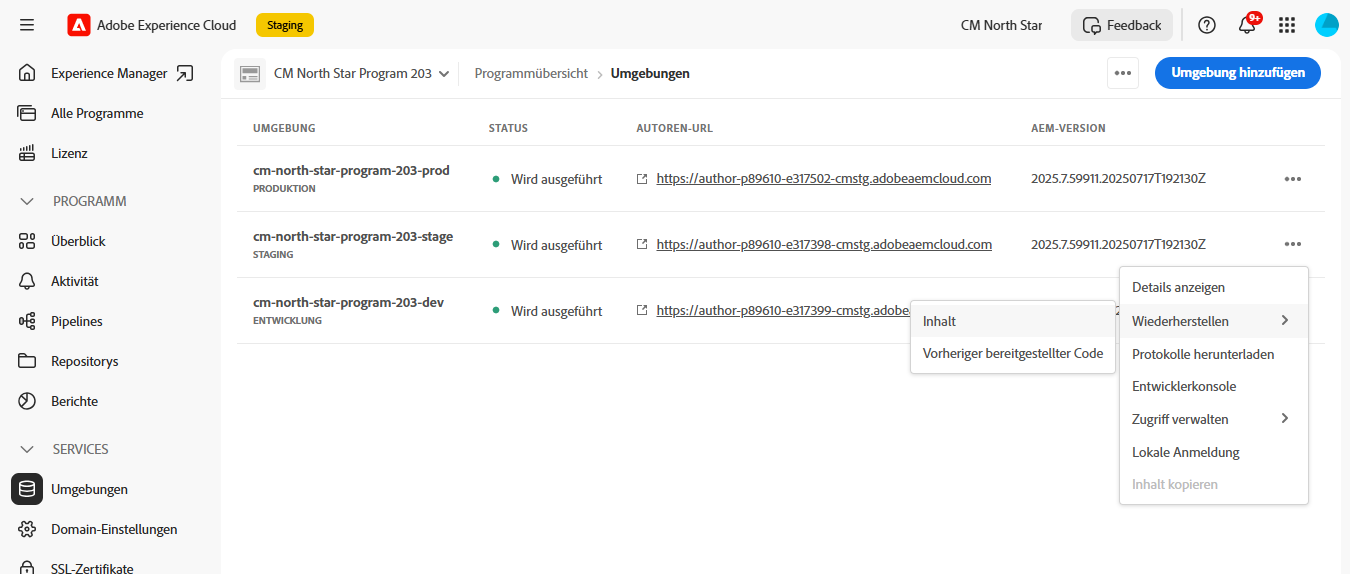 Adobe Experience Cloud
Staging
CM North Star
Feedback
9+
Experience Manager
Alle Programme
Lizenz
PROGRAMM
Überblick
Aktivität
Pipelines
Repositorys
Berichte
SERVICES
Umgebungen
Domain-Einstellungen
SSL-Zertifikate
CM North Star Program 203
Programmübersicht
Umgebungen
Umgebung hinzufügen
UMGEBUNG STATUS AUTOREN-URL AEM-VERSION
cm-north-star-program-203-prod
PRODUKTION
Wird ausgeführt
https://author-p89610-e317502-cmstg.adobeaemcloud.com
2025.7.59911.20250717T192130Z
cm-north-star-program-203-stage
STAGING
Wird ausgeführt
https://author-p89610-e317398-cmstg.adobeaemcloud.com
2025.7.59911.20250717T192130Z
cm-north-star-program-203-dev
ENTWICKLUNG
Wird ausgeführt
https://author-p89610-e317399-cmstg.adobea
Inhalt
Vorheriger bereitgestellter Code
Details anzeigen
Wiederherstellen
Protokolle herunterladen
Entwicklerkonsole
Zugriff verwalten
Lokale Anmeldung
Inhalt kopieren